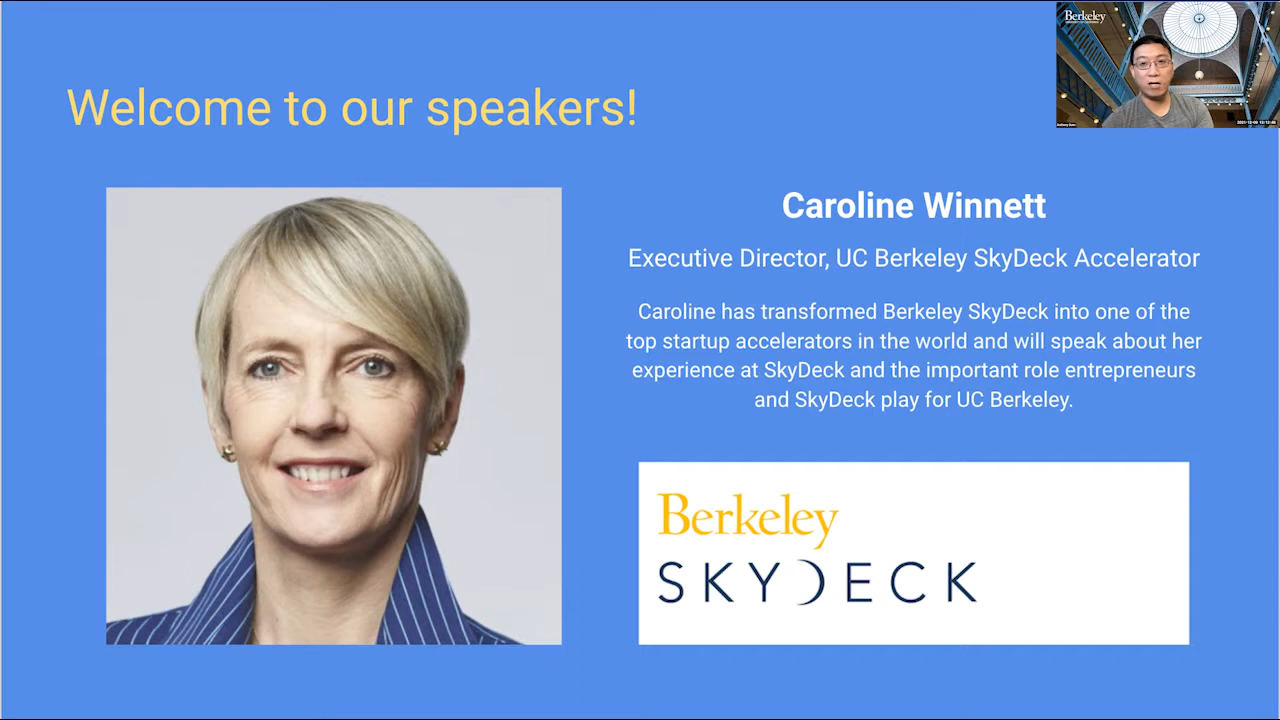 Welcome to our speakers!
Berkeley
Caroline Winnett
Executive Director, UC Berkeley SkyDeck Accelerator
Caroline has transformed Berkeley SkyDeck into one of the
top startup accelerators in the world and will speak about her
experience at SkyDeck and the important role entrepreneurs
and SkyDeck play for UC Berkeley.
Berkeley
SKYDECK